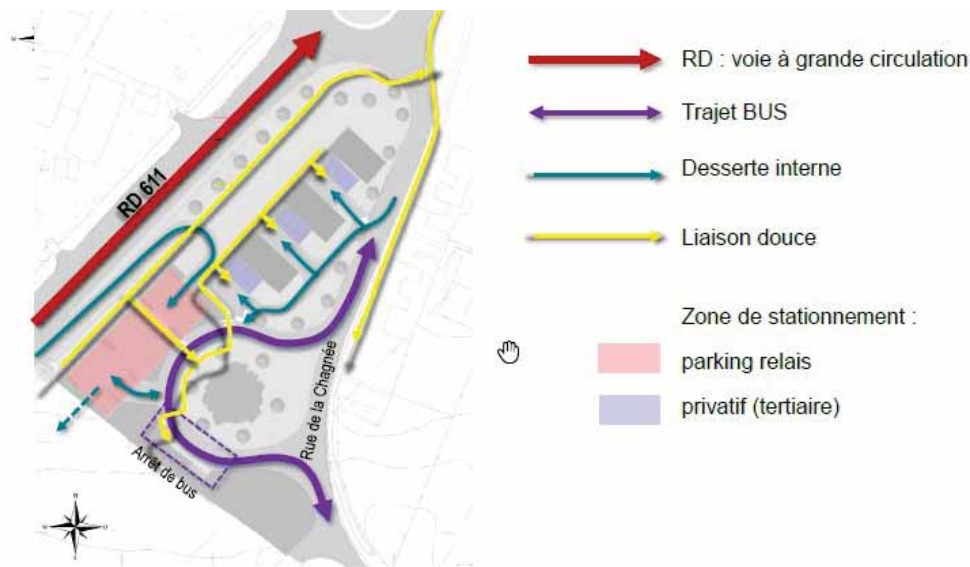 RD 611
Arrêt de bus
Rue de la Chagnée
RD : voie à grande circulation
Trajet BUS
Desserte interne
Liaison douce
Zone de stationnement :
parking relais
privatif (tertiaire)